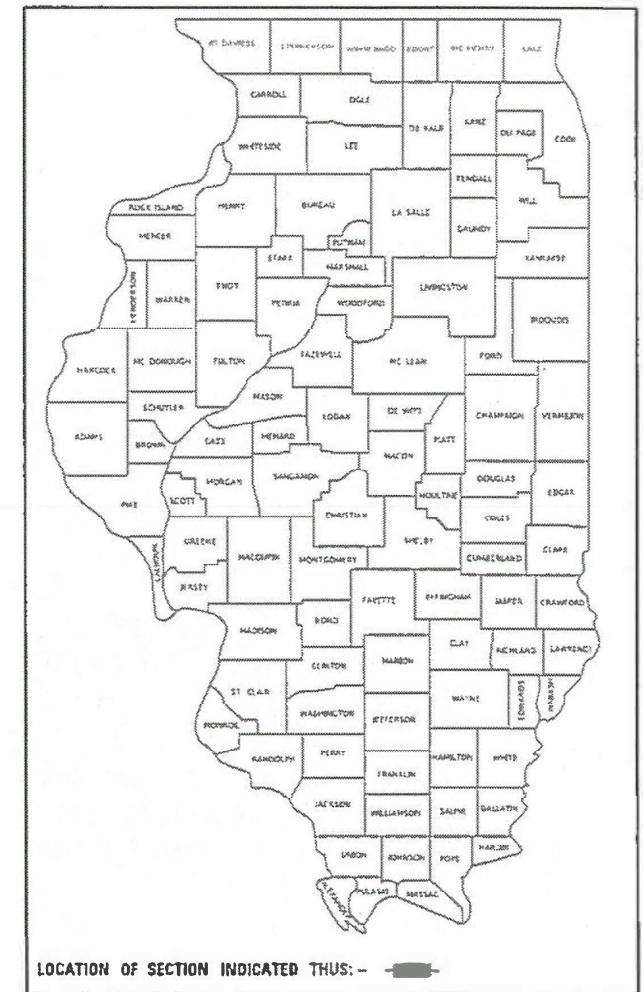 JO DAVIESS STEPHENSON WINNEBAGO BOONE MC HENRY LAKE
CARROLL OGLE
DE KALB KANE DU PAGE COOK
WHITESIDE LEE
KENDALL
ROCK ISLAND HENRY BUREAU LA SALLE WILL
MERCER PUTNAM GRUNDY
STARK MARSHALL KANKAKEE
HENDERSON WARREN KNOX PEORIA WOODFORD LIVINGSTON
IROQUOIS
HANCOCK MC DONOUGH FULTON TAZEWELL MC LEAN FORD
MASON
SCHUYLER LOGAN DE WITT CHAMPAIGN VERMILION
ADAMS BROWN CASS MENARD MACON PIATT
MORGAN SANGAMON DOUGLAS
PIKE SCOTT CHRISTIAN MOULTRIE EDGAR
COLES
GREENE MACOUPIN MONTGOMERY SHELBY CUMBERLAND CLARK
CALHOUN JERSEY
FAYETTE EFFINGHAM JASPER CRAWFORD
MADISON BOND
CLAY RICHLAND LAWRENCE
CLINTON MARION
ST. CLAIR WAYNE EDWARDS WABASH
MONROE WASHINGTON JEFFERSON
RANDOLPH PERRY HAMILTON WHITE
FRANKLIN
JACKSON WILLIAMSON SALINE GALLATIN
UNION JOHNSON POPE HARDIN
ALEXANDER PULASKI MASSAC
LOCATION OF SECTION INDICATED THUS: –